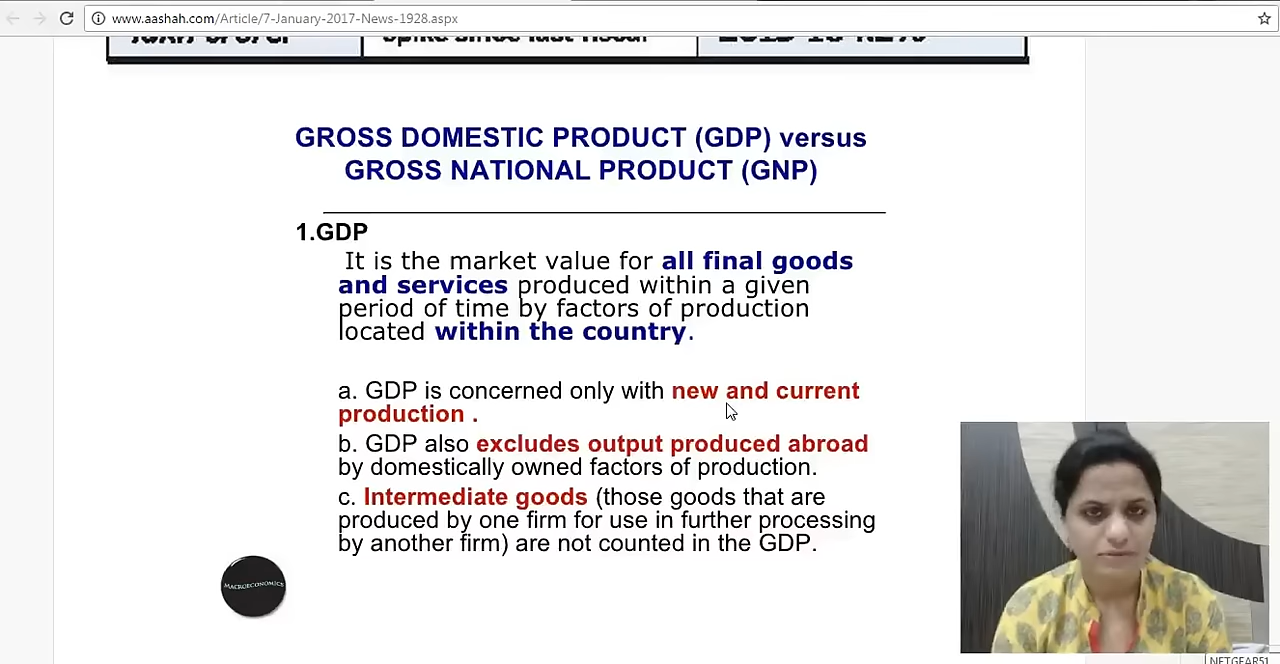 www.aashah.com/Article/7-January-2017-News-1928.aspx
GROSS DOMESTIC PRODUCT (GDP) versus
GROSS NATIONAL PRODUCT (GNP)
1.GDP
It is the market value for all final goods
and services produced within a given
period of time by factors of production
located within the country.
a. GDP is concerned only with new and current
production .
b. GDP also excludes output produced abroad
by domestically owned factors of production.
c. Intermediate goods (those goods that are
produced by one firm for use in further processing
by another firm) are not counted in the GDP.
MACROECONOMICS
NETGEAR51